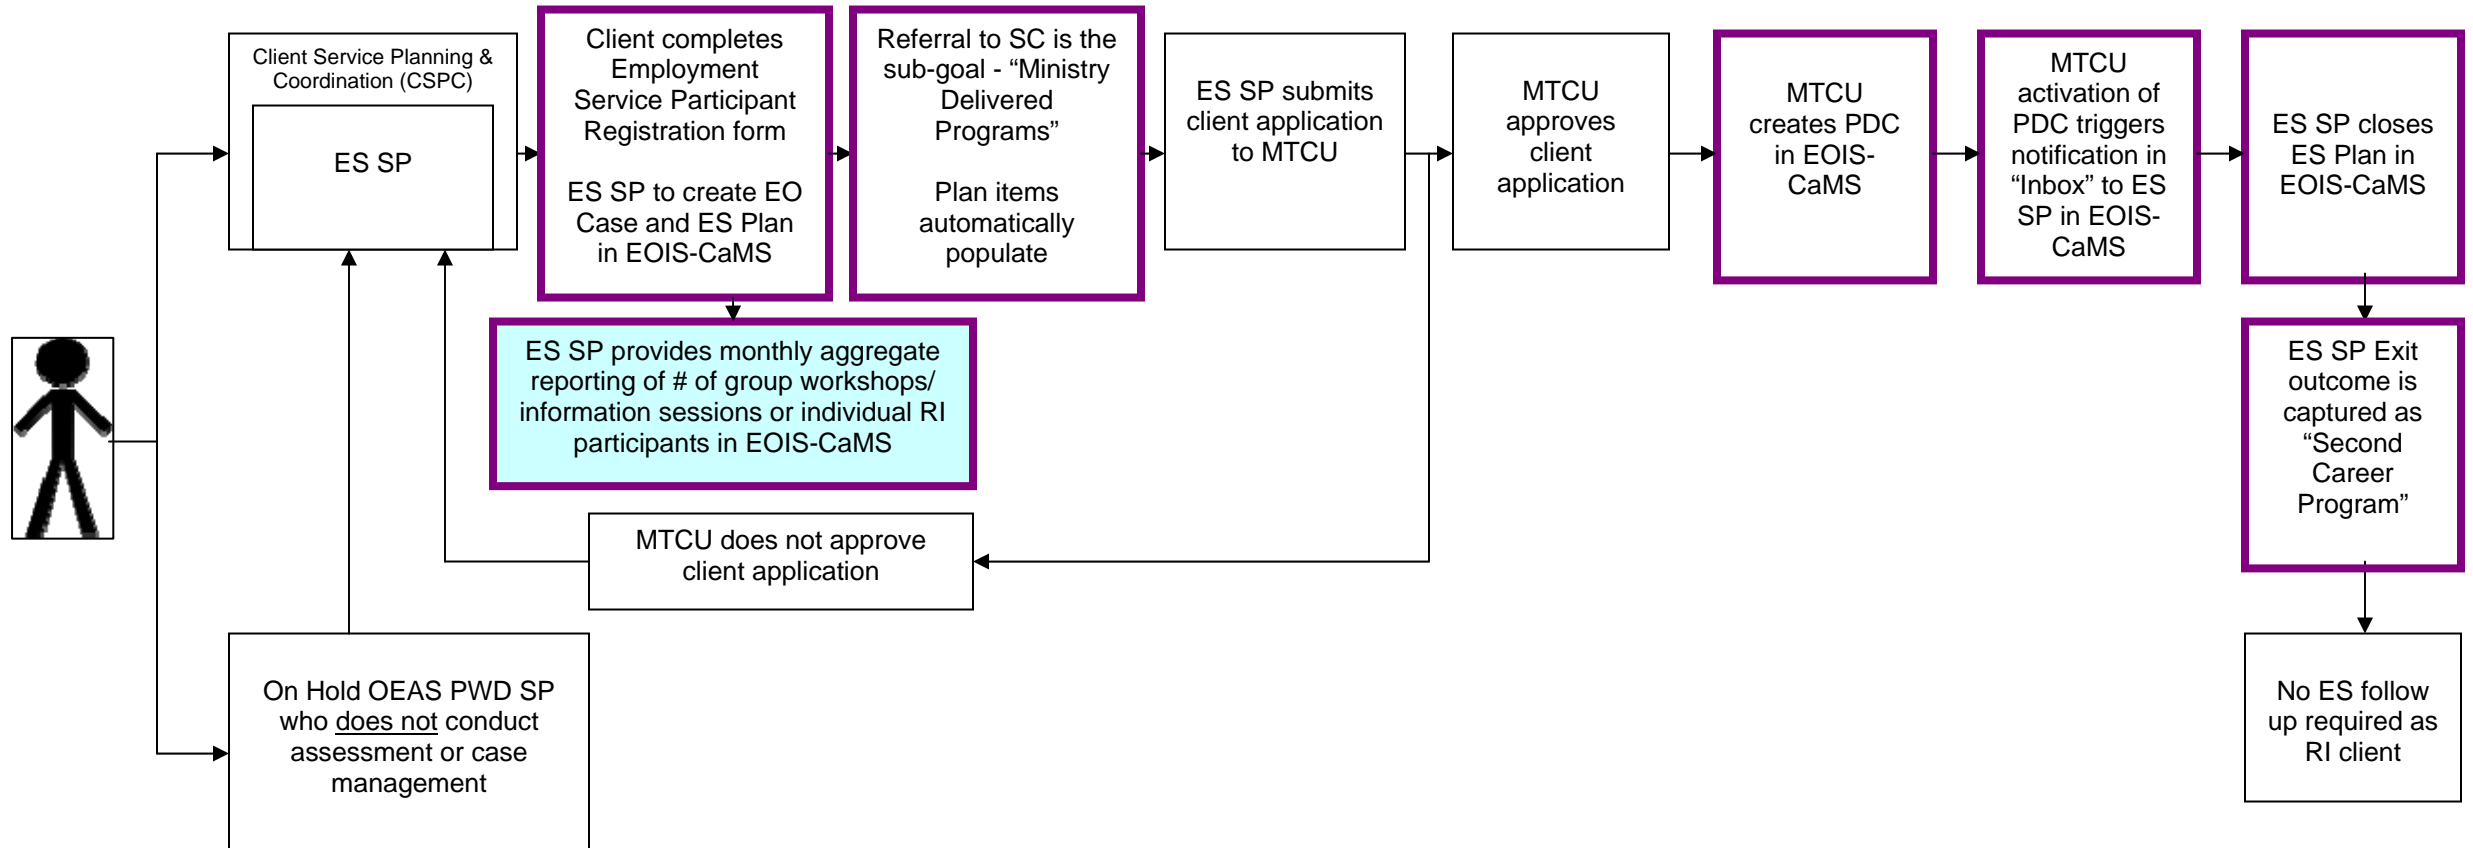 Client Service Planning &
Coordination (CSPC)
ES SP
Client completes
Employment
Service Participant
Registration form
ES SP to create EO
Case and ES Plan
in EOIS-CaMS
Referral to SC is the
sub-goal - “Ministry
Delivered
Programs”
Plan items
automatically
populate
ES SP submits
client application
to MTCU
MTCU
approves
client
application
MTCU
creates PDC
in EOIS-
CaMS
MTCU
activation of
PDC triggers
notification in
“Inbox” to ES
SP in EOIS-
CaMS
ES SP closes
ES Plan in
EOIS-CaMS
ES SP provides monthly aggregate
reporting of # of group workshops/
information sessions or individual RI
participants in EOIS-CaMS
ES SP Exit
outcome is
captured as
“Second
Career
Program”
MTCU does not approve
client application
On Hold OEAS PWD SP
who does not conduct
assessment or case
management
No ES follow
up required as
RI client